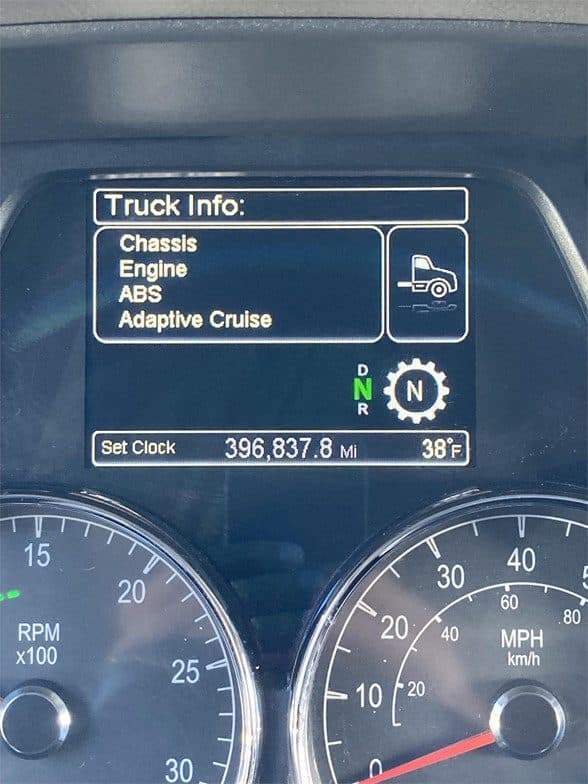 Truck Info:
Chassis
Engine
ABS
Adaptive Cruise
D
N
R
N
Set Clock
396,837.8 Mi
38°F
15
20
25
30
RPM
x100
0
10
20
30
40
20
40
60
80
MPH
km/h